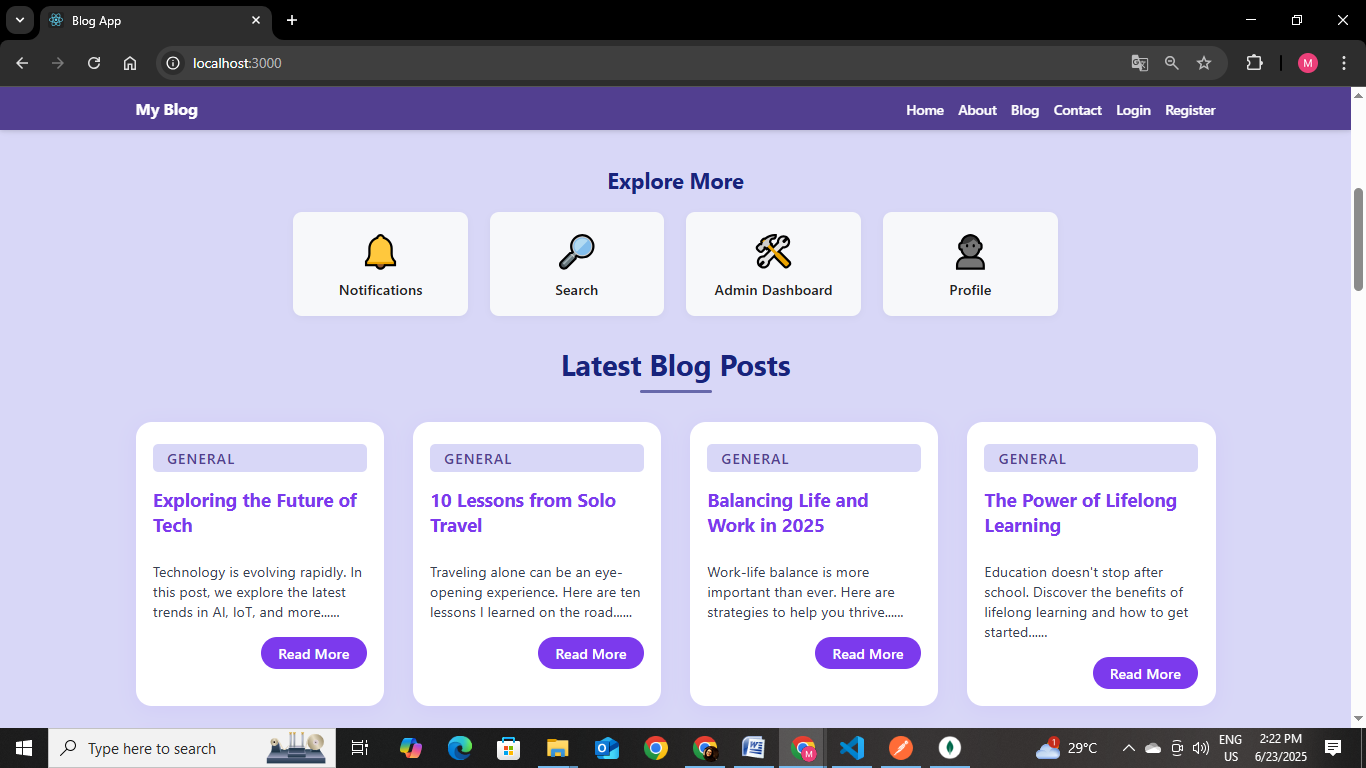 Blog App
localhost:3000
M
My Blog
Home About Blog Contact Login Register
Explore More
Notifications
Search
Admin Dashboard
Profile
Latest Blog Posts
GENERAL
Exploring the Future of
Tech
Technology is evolving rapidly. In
this post, we explore the latest
trends in AI, IoT, and more......
Read More
GENERAL
10 Lessons from Solo
Travel
Traveling alone can be an eye-
opening experience. Here are ten
lessons I learned on the road......
Read More
GENERAL
Balancing Life and
Work in 2025
Work-life balance is more
important than ever. Here are
strategies to help you thrive......
Read More
GENERAL
The Power of Lifelong
Learning
Education doesn't stop after
school. Discover the benefits of
lifelong learning and how to get
started......
Read More
Type here to search
M
1
29°C
ENG
US
2:22 PM
6/23/2025